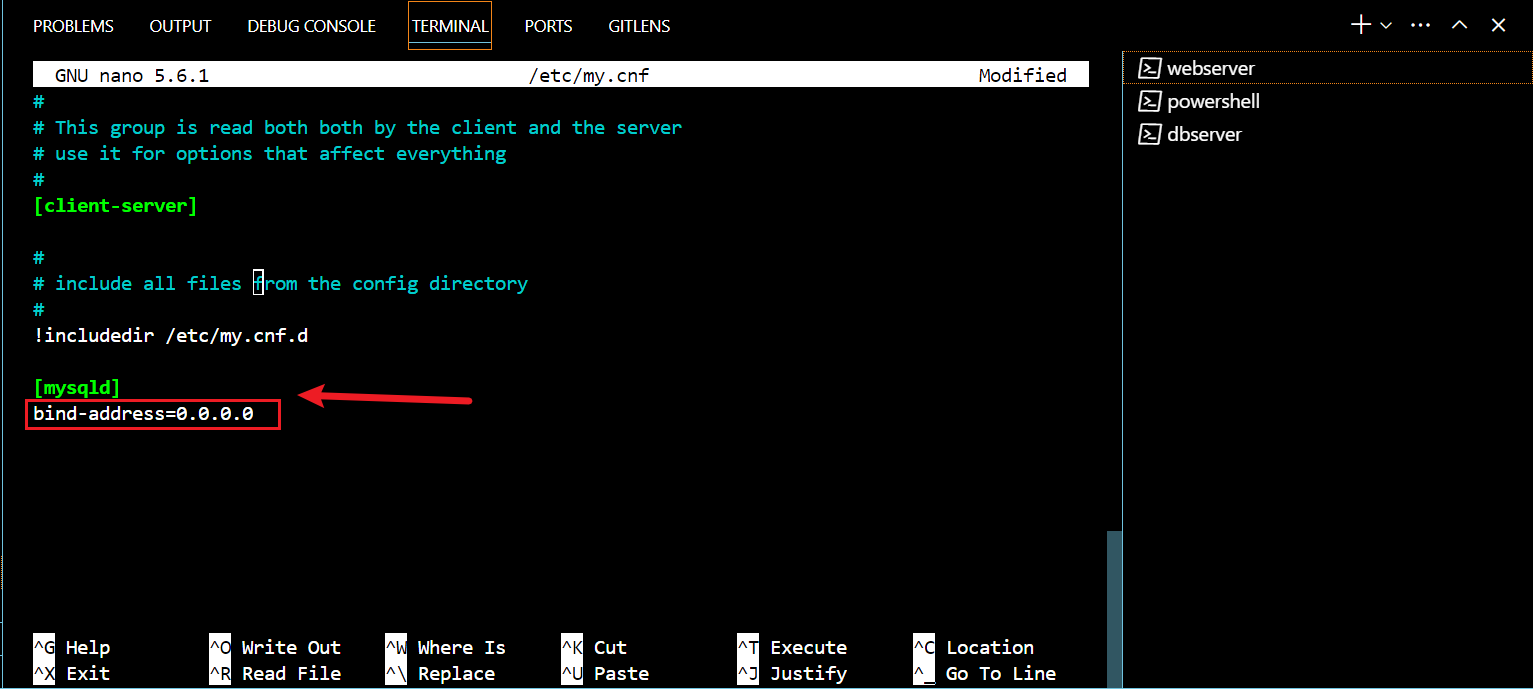 PROBLEMS OUTPUT DEBUG CONSOLE TERMINAL PORTS GITLENS
GNU nano 5.6.1 /etc/my.cnf Modified
#
# This group is read both both by the client and the server
# use it for options that affect everything
#
[client-server]
#
# include all files from the config directory
#
!includedir /etc/my.cnf.d
[mysqld]
bind-address=0.0.0.0
^G Help ^O Write Out ^W Where Is ^K Cut ^T Execute ^C Location
^X Exit ^R Read File ^\ Replace ^U Paste ^J Justify ^_ Go To Line
webserver
powershell
dbserver